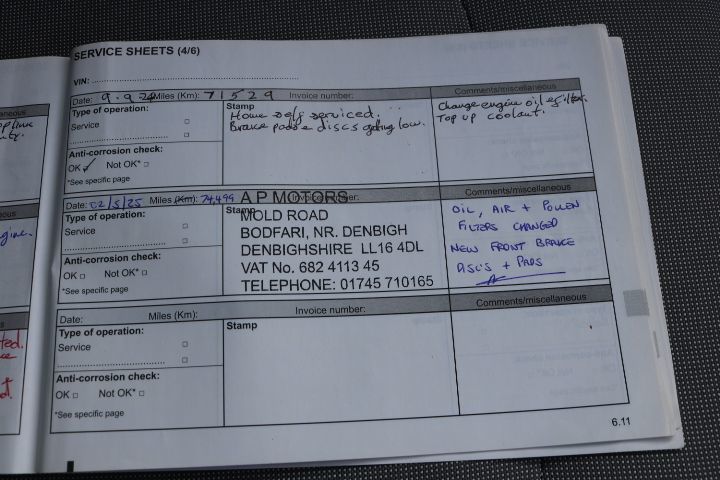 SERVICE SHEETS (4/6)
VIN:
Date: 9.9.24 Miles (Km): 71529 Invoice number:
Comments/miscellaneous
Type of operation:
Service
Anti-corrosion check:
OK ✓ Not OK* □
*See specific page
Stamp
Home self serviced.
Brake pads & discs getting low.
Change engine oil & filter.
Top up coolant.
Date: 02/5/25 Miles (Km): 74,499 Invoice number:
Comments/miscellaneous
Type of operation:
Service
Anti-corrosion check:
OK □ Not OK* □
*See specific page
Stamp
A P MOTORS
MOLD ROAD
BODFARI, NR. DENBIGH
DENBIGHSHIRE LL16 4DL
VAT No. 682 4113 45
TELEPHONE: 01745 710165
OIL, AIR + POLLEN
FILTERS CHANGED
NEW FRONT BRAKE
DISC'S + PADS
Date: Miles (Km): Invoice number:
Comments/miscellaneous
Type of operation:
Service
Anti-corrosion check:
OK □ Not OK* □
*See specific page
Stamp
6.11